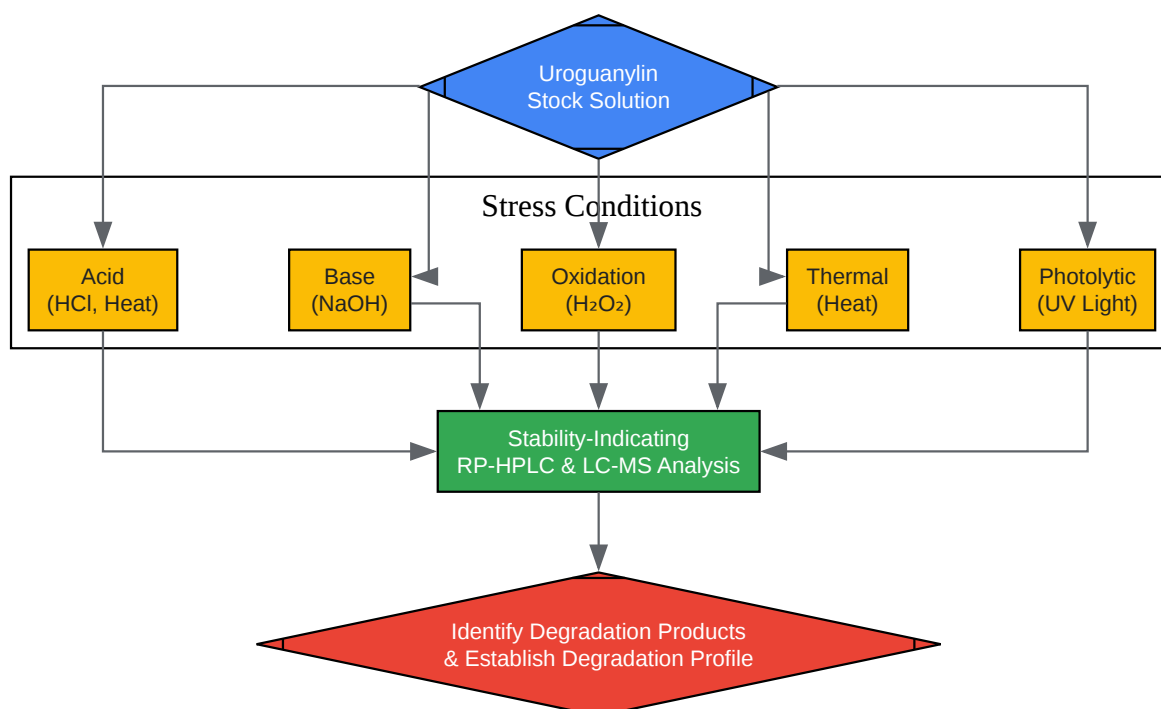 Uroguanylin
Stock Solution
Stress Conditions
Acid
(HCl, Heat)
Base
(NaOH)
Oxidation
(H₂O₂)
Thermal
(Heat)
Photolytic
(UV Light)
Stability-Indicating
RP-HPLC & LC-MS Analysis
Identify Degradation Products
& Establish Degradation Profile